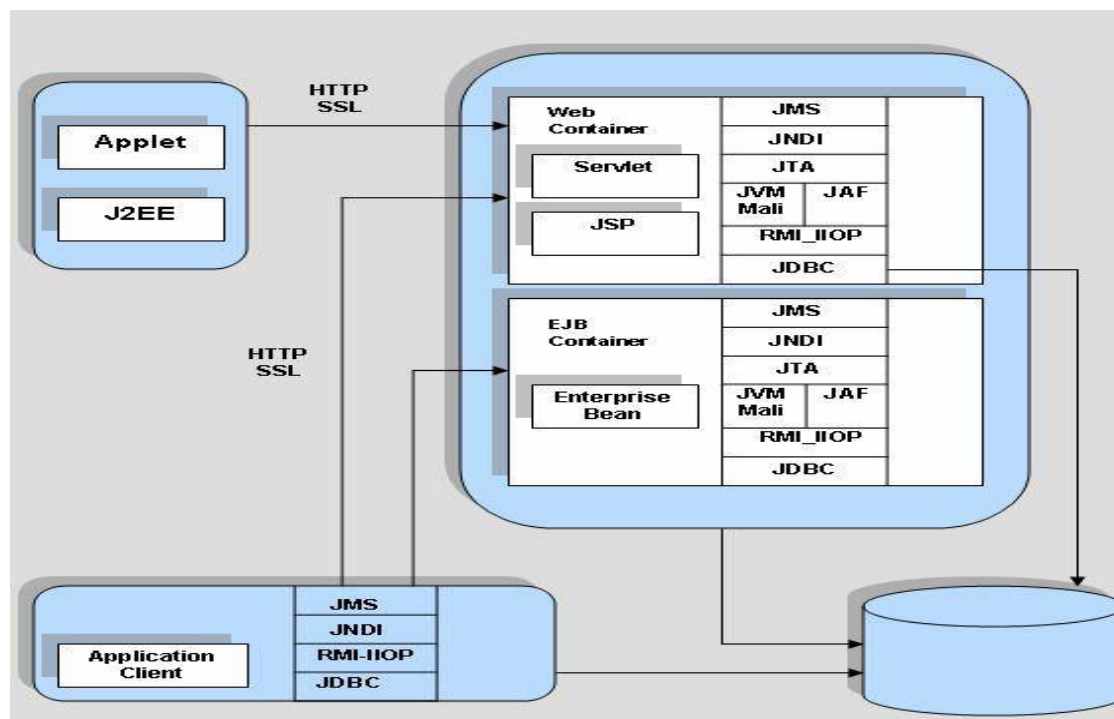 HTTP
SSL
Applet
J2EE
Web
Container
Servlet
JSP
JMS
JNDI
JTA
JVM
Mali
JAF
RMI_IIOP
JDBC
HTTP
SSL
EJB
Container
Enterprise
Bean
JMS
JNDI
JTA
JVM
Mali
JAF
RMI_IIOP
JDBC
Application
Client
JMS
JNDI
RMI-IIOP
JDBC